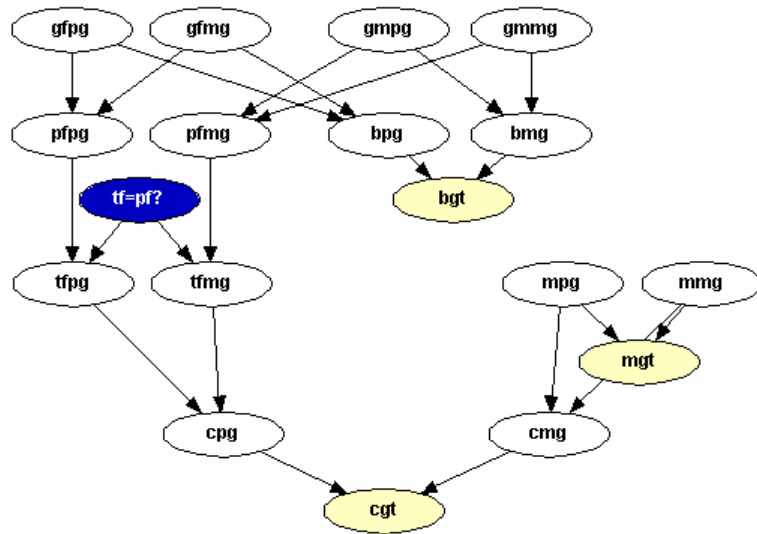 gfpg gfmg gmpg gmmg
pfpg pfmg bpg bmg
tf=pf? bgt
tfpg tfmg mpg mmg
mgt
cpg cmg
cgt